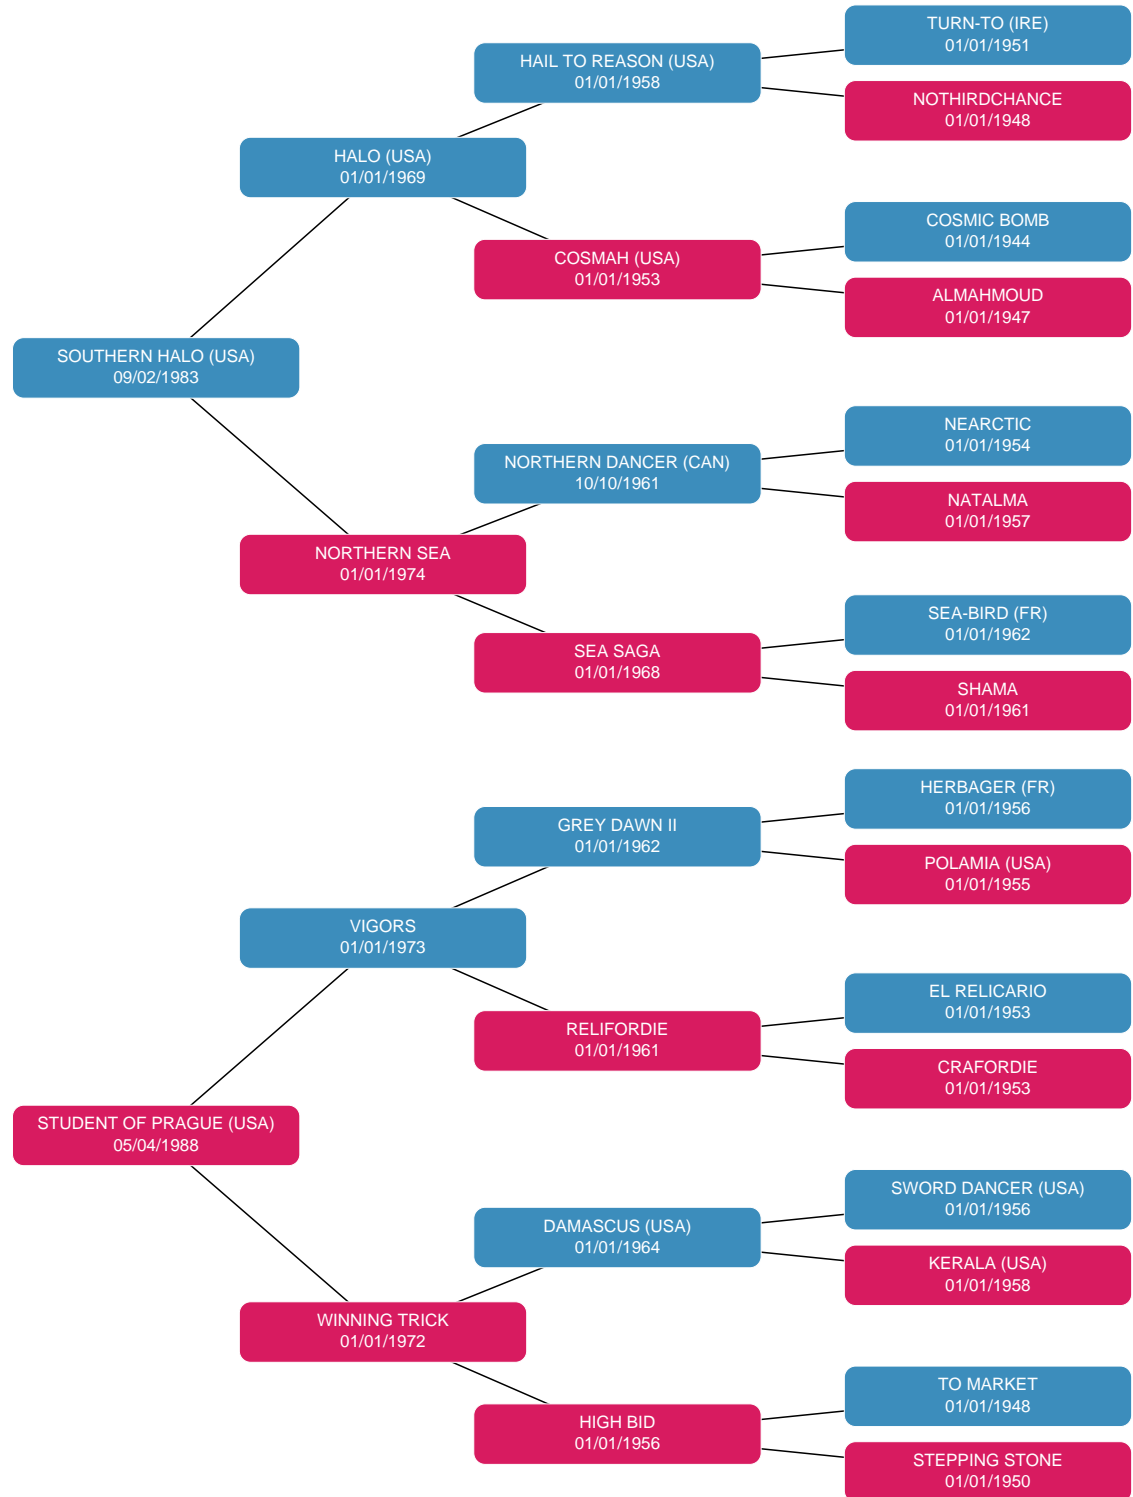 TURN-TO (IRE)
01/01/1951
HAIL TO REASON (USA)
01/01/1958
NOTHIRDCHANCE
01/01/1948
HALO (USA)
01/01/1969
COSMIC BOMB
01/01/1944
COSMAH (USA)
01/01/1953
ALMAHMOUD
01/01/1947
SOUTHERN HALO (USA)
09/02/1983
NEARCTIC
01/01/1954
NORTHERN DANCER (CAN)
10/10/1961
NATALMA
01/01/1957
NORTHERN SEA
01/01/1974
SEA-BIRD (FR)
01/01/1962
SEA SAGA
01/01/1968
SHAMA
01/01/1961
HERBAGER (FR)
01/01/1956
GREY DAWN II
01/01/1962
POLAMIA (USA)
01/01/1955
VIGORS
01/01/1973
EL RELICARIO
01/01/1953
RELIFORDIE
01/01/1961
CRAFORDIE
01/01/1953
STUDENT OF PRAGUE (USA)
05/04/1988
SWORD DANCER (USA)
01/01/1956
DAMASCUS (USA)
01/01/1964
KERALA (USA)
01/01/1958
WINNING TRICK
01/01/1972
TO MARKET
01/01/1948
HIGH BID
01/01/1956
STEPPING STONE
01/01/1950